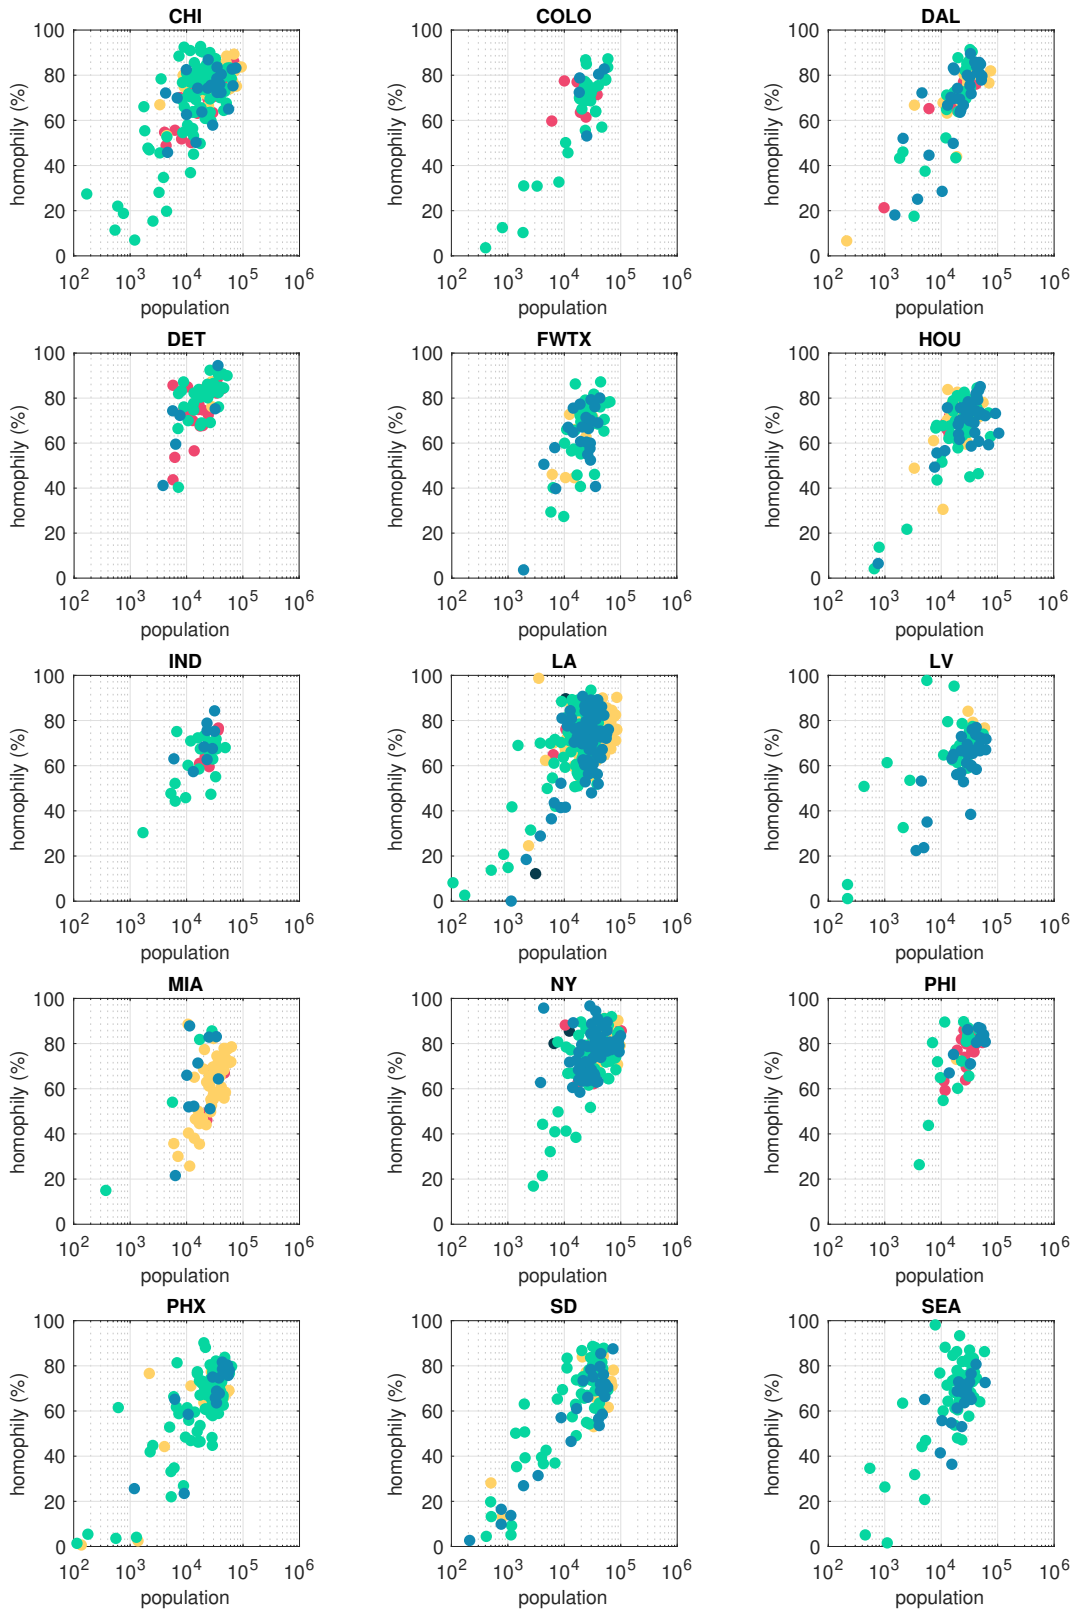 CHI COLO DAL
100 100 100
80 80 80
60 60 60
40 40 40
20 20 20
0 0 0
homophily (%) homophily (%) homophily (%)
10^2 10^3 10^4 10^5 10^6 10^2 10^3 10^4 10^5 10^6 10^2 10^3 10^4 10^5 10^6
population population population
DET FWTX HOU
100 100 100
80 80 80
60 60 60
40 40 40
20 20 20
0 0 0
homophily (%) homophily (%) homophily (%)
10^2 10^3 10^4 10^5 10^6 10^2 10^3 10^4 10^5 10^6 10^2 10^3 10^4 10^5 10^6
population population population
IND LA LV
100 100 100
80 80 80
60 60 60
40 40 40
20 20 20
0 0 0
homophily (%) homophily (%) homophily (%)
10^2 10^3 10^4 10^5 10^6 10^2 10^3 10^4 10^5 10^6 10^2 10^3 10^4 10^5 10^6
population population population
MIA NY PHI
100 100 100
80 80 80
60 60 60
40 40 40
20 20 20
0 0 0
homophily (%) homophily (%) homophily (%)
10^2 10^3 10^4 10^5 10^6 10^2 10^3 10^4 10^5 10^6 10^2 10^3 10^4 10^5 10^6
population population population
PHX SD SEA
100 100 100
80 80 80
60 60 60
40 40 40
20 20 20
0 0 0
homophily (%) homophily (%) homophily (%)
10^2 10^3 10^4 10^5 10^6 10^2 10^3 10^4 10^5 10^6 10^2 10^3 10^4 10^5 10^6
population population population